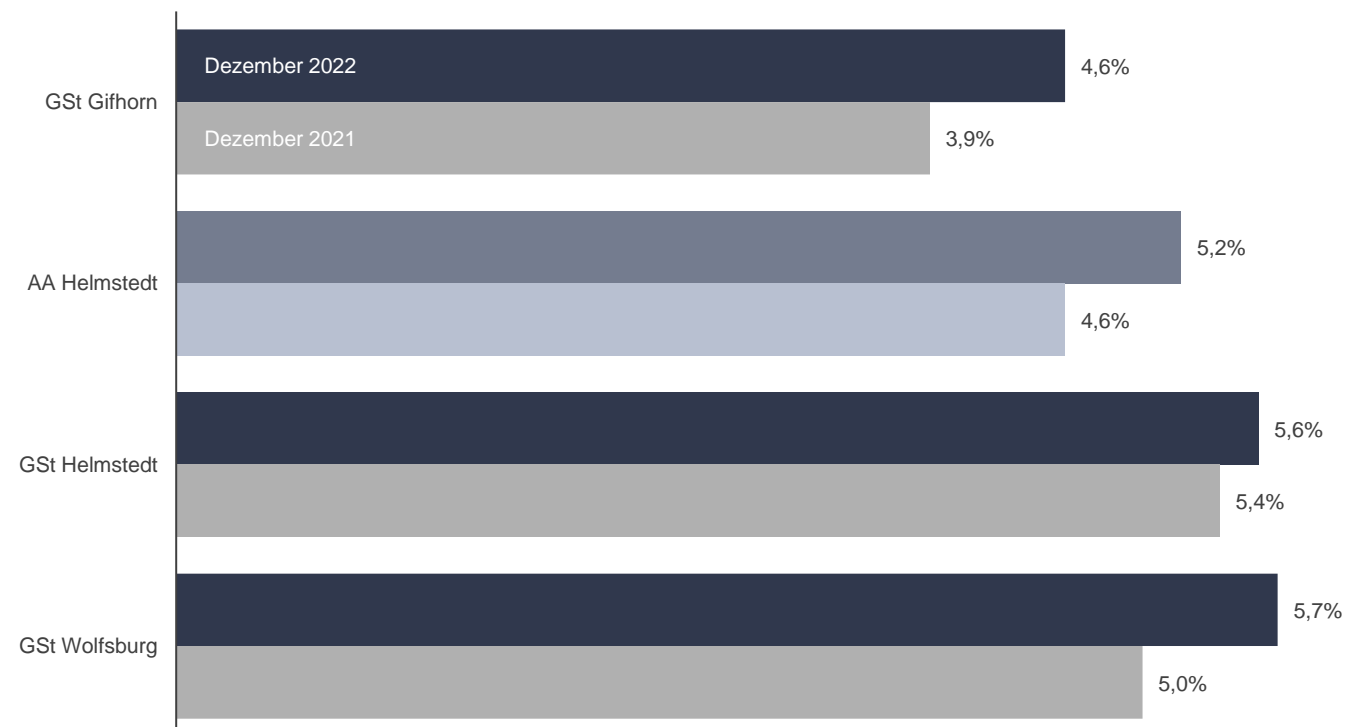 Dezember 2022
4,6%
GSt Gifhorn
Dezember 2021
3,9%
5,2%
AA Helmstedt
4,6%
5,6%
GSt Helmstedt
5,4%
5,7%
GSt Wolfsburg
5,0%